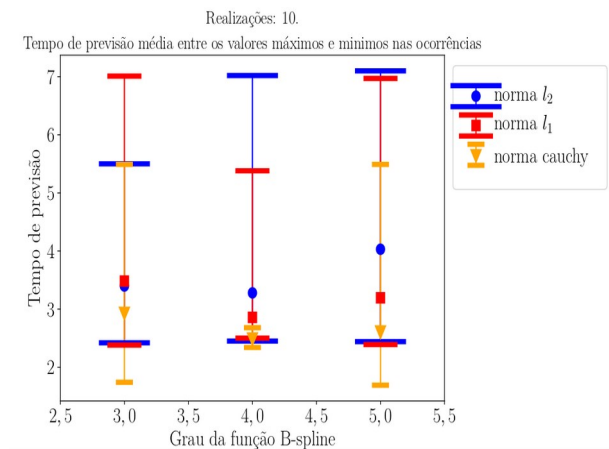 Realizações: 10.
Tempo de previsão média entre os valores máximos e minimos nas ocorrências
7
6
5
4
3
2
Tempo de previsão
2,5 3,0 3,5 4,0 4,5 5,0 5,5
Grau da função B-spline
norma l₂
norma l₁
norma cauchy